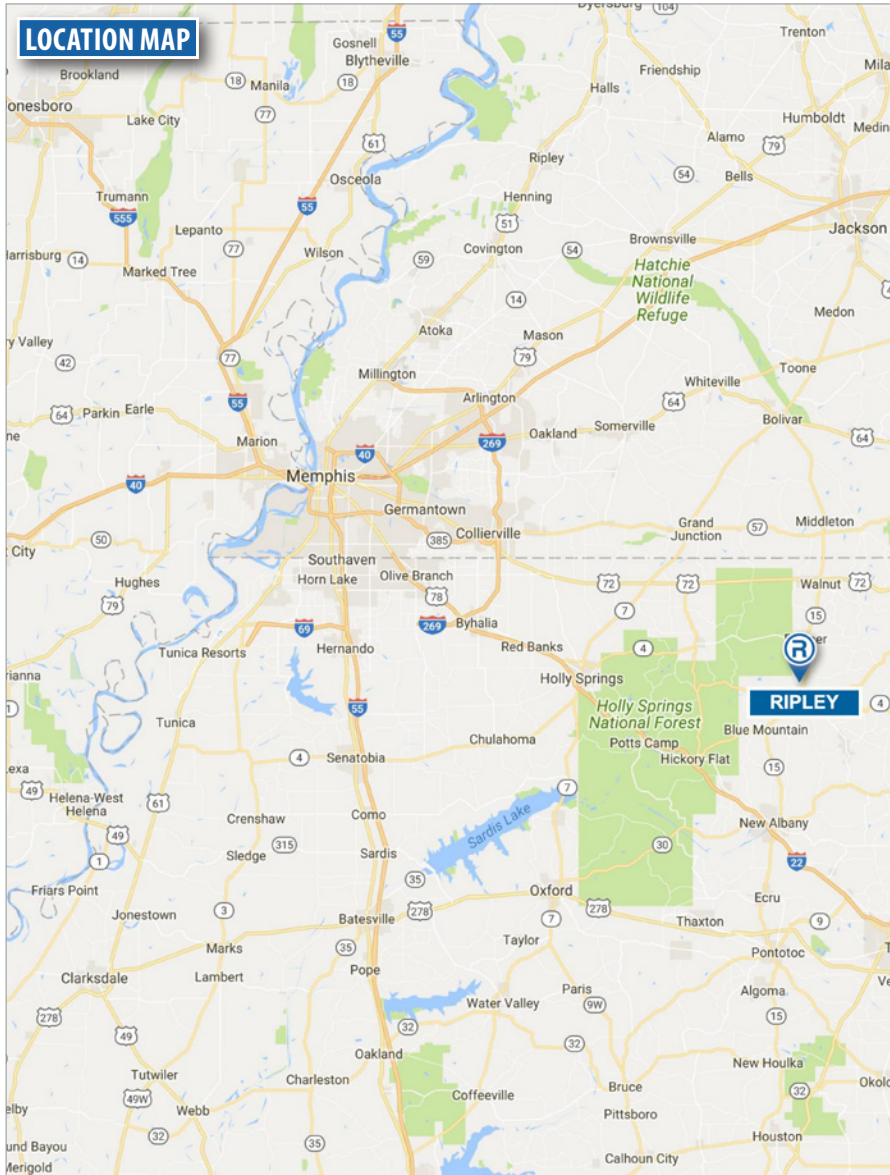 LOCATION MAP
Dyersburg
104
55
Gosnell
Blytheville
Trenton
Brookland
18
Manila
18
Friendship
77
Halls
Humboldt
Lake City
61
Alamo
79
Ripley
54
Bells
Osceola
Trumann
Henning
555
55
51
Jackson
Lepanto
Brownsville
77
Wilson
Covington
54
14
59
Marked Tree
Hatchie
National
Wildlife
Refuge
14
Medon
Atoka
Mason
77
79
42
Toone
Millington
Whiteville
55
Arlington
64
64
Parkin
Earle
Bolivar
Somerville
Marion
269
Oakland
64
40
Memphis
40
Germantown
50
385
Collierville
Grand
Junction
57
Middleton
Southaven
Hughes
Horn Lake
Olive Branch
72
72
Walnut
72
78
79
7
15
69
269
Byhalia
R
Tunica Resorts
Hernando
Red Banks
4
Holly Springs
RIPLEY
1
55
Holly Springs
National Forest
4
Tunica
Blue Mountain
Chulahoma
Potts Camp
4
Senatobia
Hickory Flat
15
49
7
Helena-West
Helena
61
Como
Crenshaw
New Albany
49
315
Sardis Lake
Sledge
Sardis
30
1
22
35
Friars Point
Oxford
Ecru
Jonestown
3
278
278
Batesville
7
Thaxton
9
Marks
35
Taylor
Pontotoc
Clarksdale
Lambert
Pope
Paris
Algoma
278
Water Valley
9W
15
49
32
32
Oakland
New Houlka
Tutwiler
Charleston
32
49W
Webb
Coffeeville
Bruce
Pittsboro
32
35
Houston
Merigold
Calhoun City